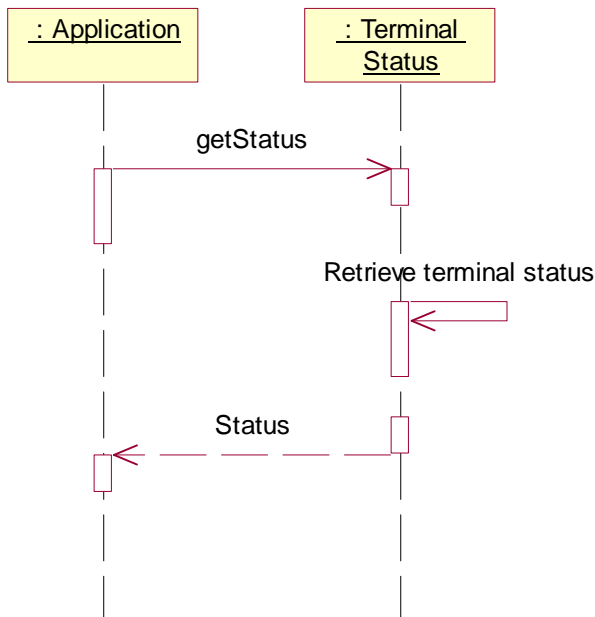 : Application
: Terminal
Status
getStatus
Retrieve terminal status
Status